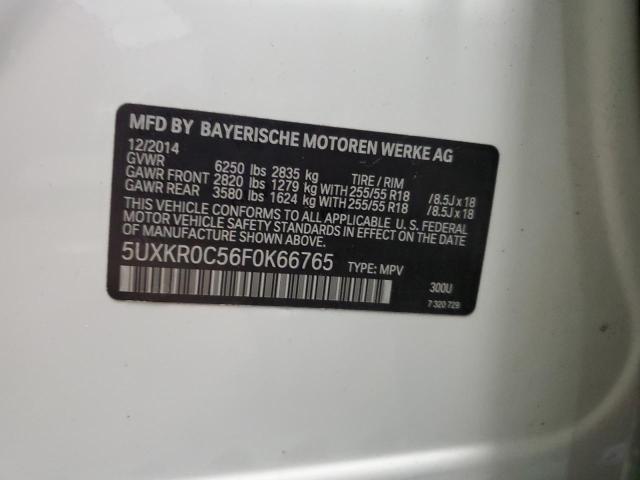 MFD BY BAYERISCHE MOTOREN WERKE AG
12/2014
GVWR 6250 lbs 2835 kg TIRE / RIM
GAWR FRONT 2820 lbs 1279 kg WITH 255/55 R18 /8.5J x 18
GAWR REAR 3580 lbs 1624 kg WITH 255/55 R18 /8.5J x 18
THIS VEHICLE CONFORMS TO ALL APPLICABLE U.S. FEDERAL
MOTOR VEHICLE SAFETY STANDARDS IN EFFECT ON THE DATE
OF MANUFACTURE SHOWN ABOVE.
5UXKR0C56F0K66765 TYPE: MPV
300U
7 320 729